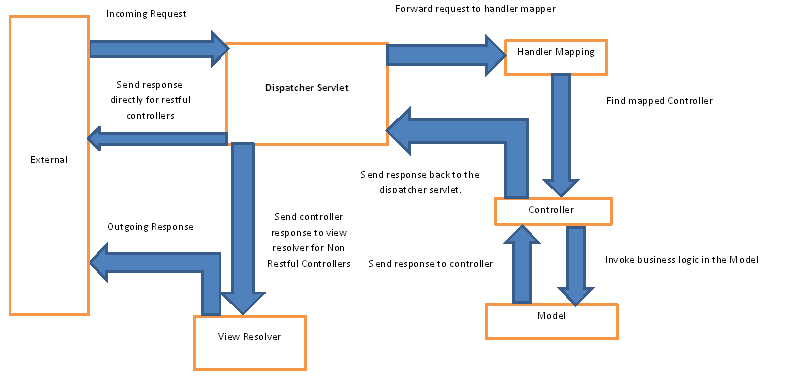 Incoming Request
Forward request to handler mapper
Handler Mapping
Send response
directly for restful
controllers
Dispatcher Servlet
Find mapped Controller
External
Send response back to the
dispatcher servlet.
Controller
Outgoing Response
Send controller
response to view
resolver for Non
Restful Controllers
Send response to controller
Invoke business logic in the Model
Model
View Resolver